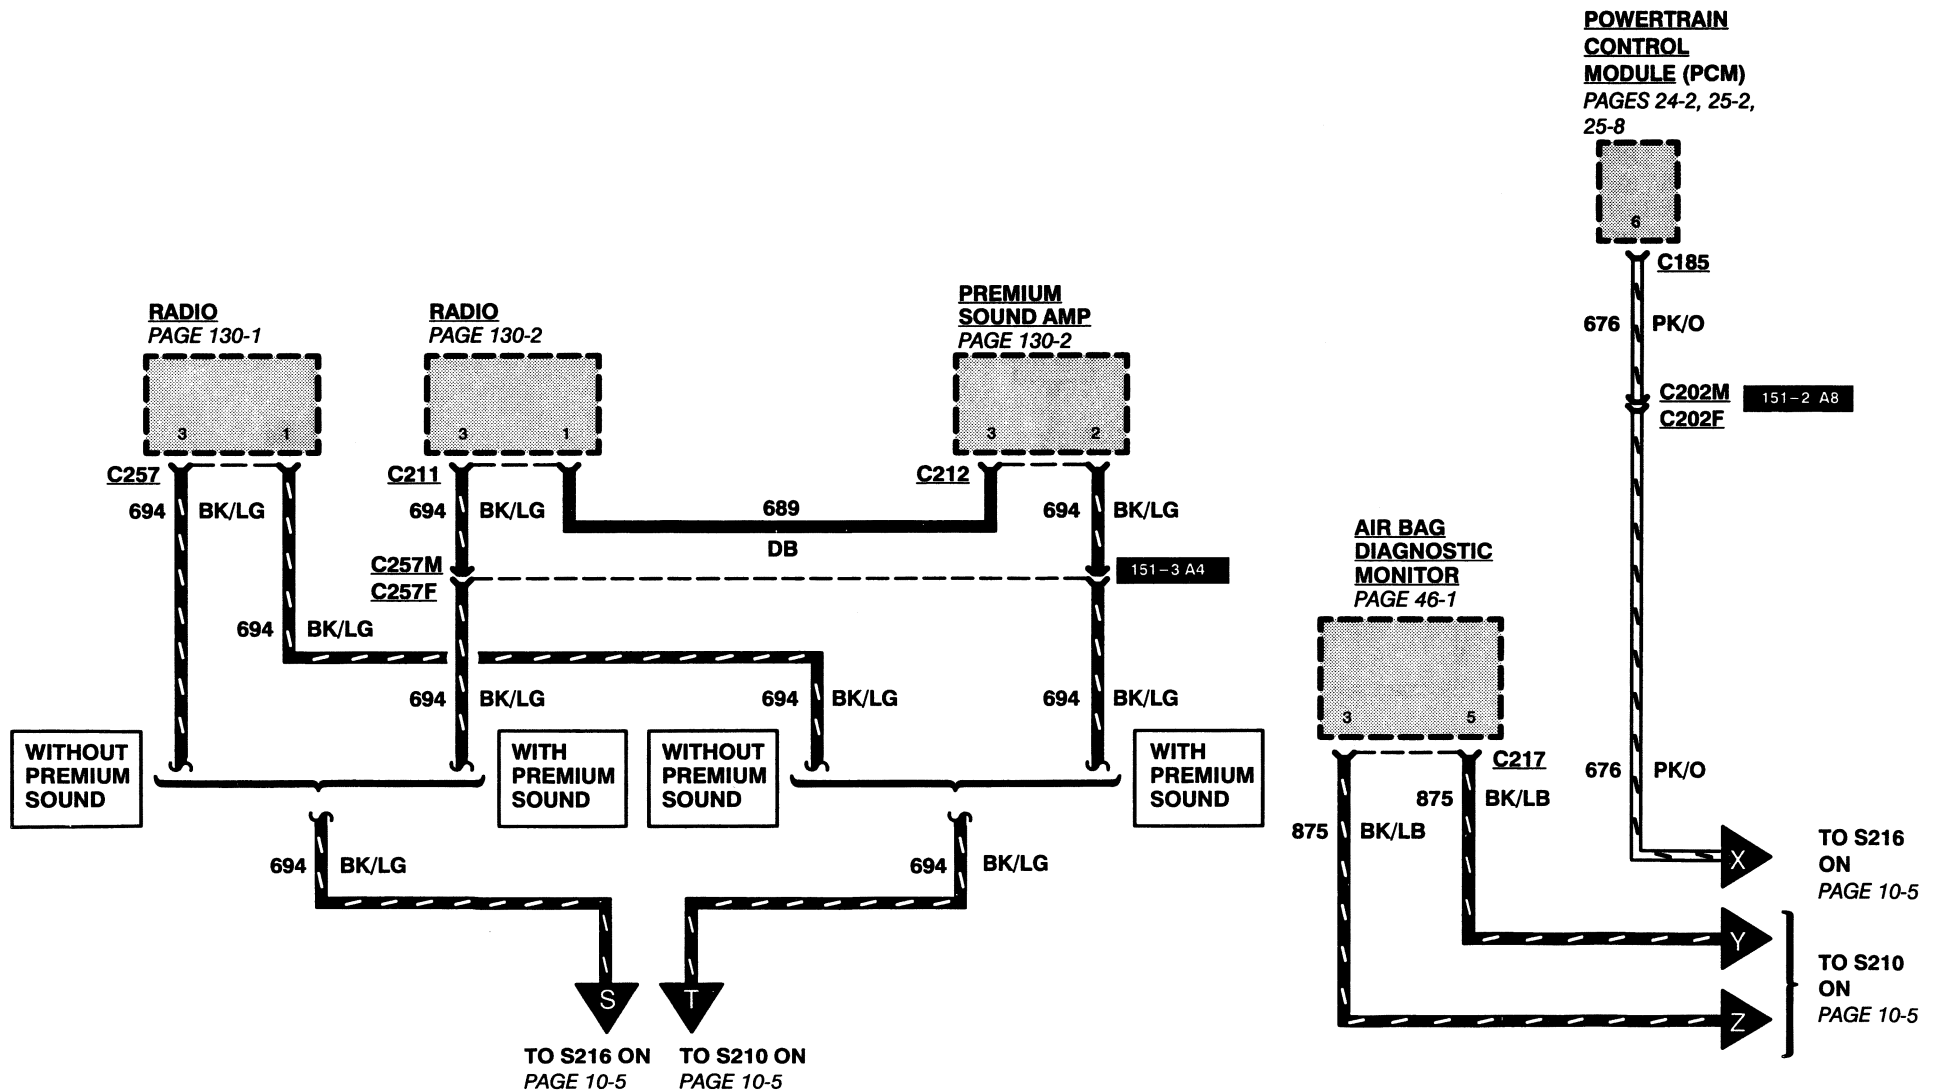 POWERTRAIN
CONTROL
MODULE (PCM)
PAGES 24-2, 25-2,
25-8
6
C185
676 PK/O
C202M 151-2 A8
C202F
676 PK/O
RADIO
PAGE 130-1
3 1
C257
694 BK/LG
694 BK/LG
RADIO
PAGE 130-2
3 1
C211
694 BK/LG
689
DB
C257M
C257F
694 BK/LG
694 BK/LG
PREMIUM
SOUND AMP
PAGE 130-2
3 2
C212
694 BK/LG
151-3 A4
694 BK/LG
WITHOUT
PREMIUM
SOUND
WITH
PREMIUM
SOUND
WITHOUT
PREMIUM
SOUND
WITH
PREMIUM
SOUND
694 BK/LG
694 BK/LG
S
T
TO S216 ON
PAGE 10-5
TO S210 ON
PAGE 10-5
AIR BAG
DIAGNOSTIC
MONITOR
PAGE 46-1
3 5
C217
875 BK/LB
875 BK/LB
X
TO S216
ON
PAGE 10-5
Y
Z
TO S210
ON
PAGE 10-5